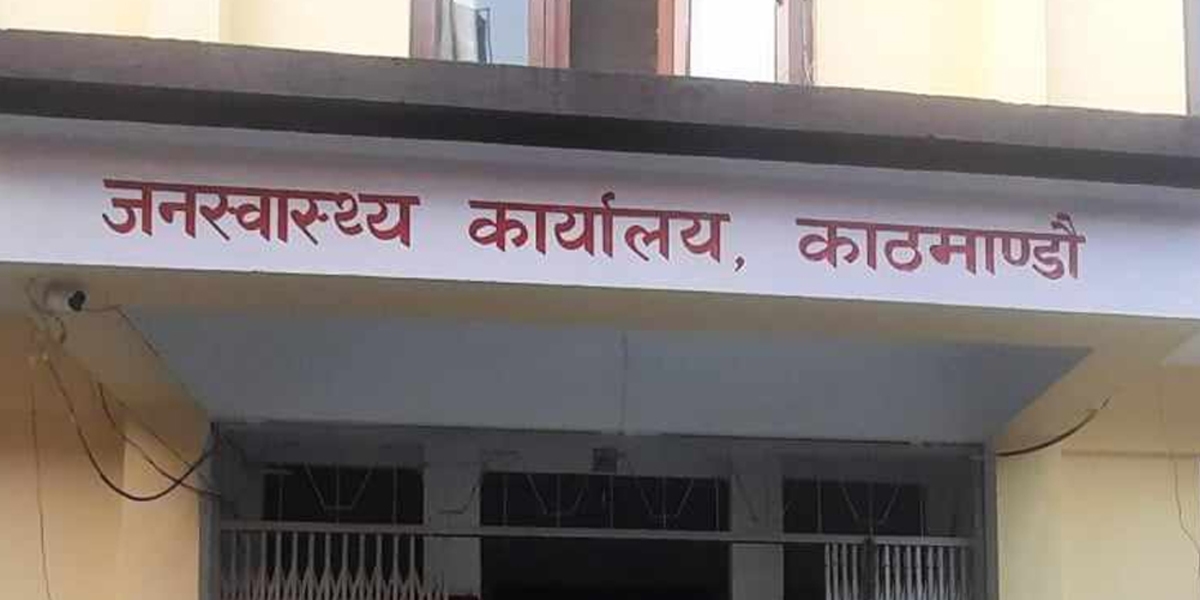 जनस्वास्थ्य कार्यालय, काठमाण्डौ